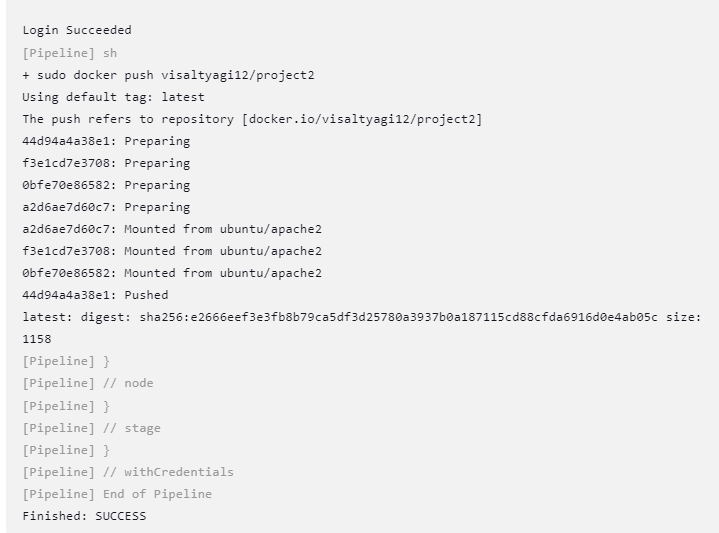 Login Succeeded
[Pipeline] sh
+ sudo docker push visaltyagi12/project2
Using default tag: latest
The push refers to repository [docker.io/visaltyagi12/project2]
44d94a4a38e1: Preparing
f3e1cd7e3708: Preparing
0bfe70e86582: Preparing
a2d6ae7d60c7: Preparing
a2d6ae7d60c7: Mounted from ubuntu/apache2
f3e1cd7e3708: Mounted from ubuntu/apache2
0bfe70e86582: Mounted from ubuntu/apache2
44d94a4a38e1: Pushed
latest: digest: sha256:e2666eef3e3fb8b79ca5df3d25780a3937b0a187115cd88cfda6916d0e4ab05c size:
1158
[Pipeline] }
[Pipeline] // node
[Pipeline] }
[Pipeline] // stage
[Pipeline] }
[Pipeline] // withCredentials
[Pipeline] End of Pipeline
Finished: SUCCESS